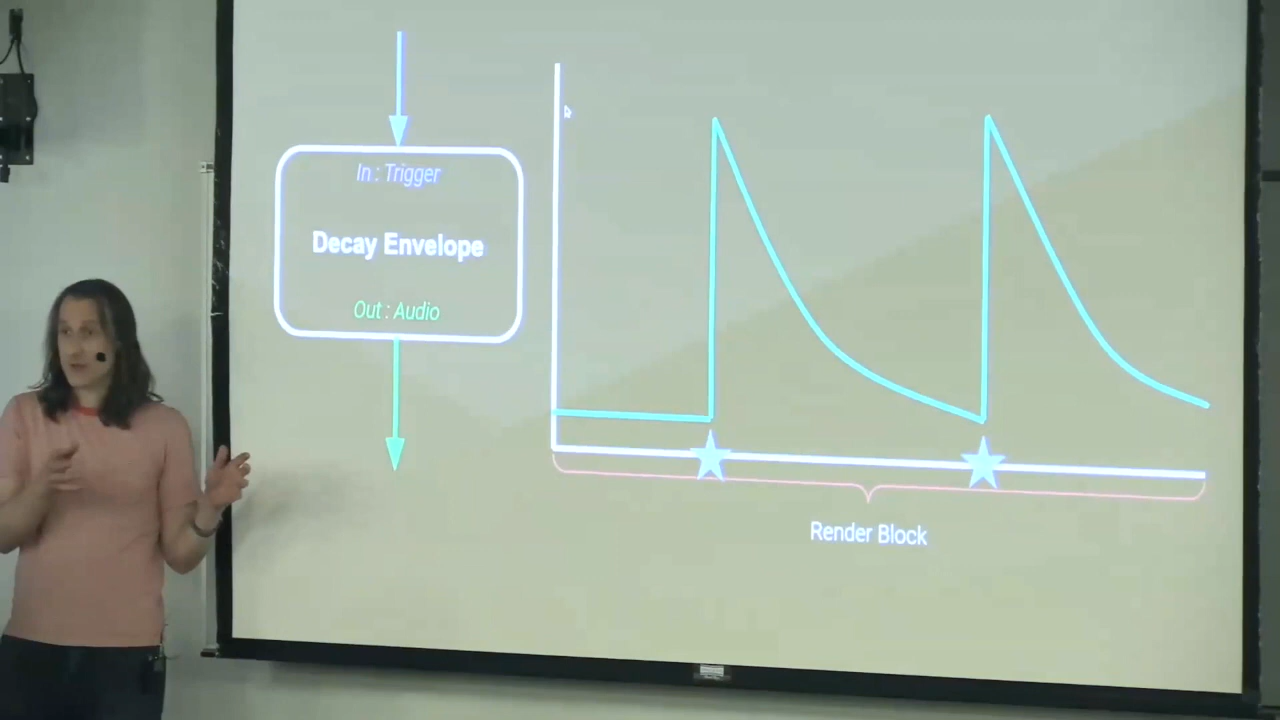 In : Trigger
Decay Envelope
Out : Audio
Render Block